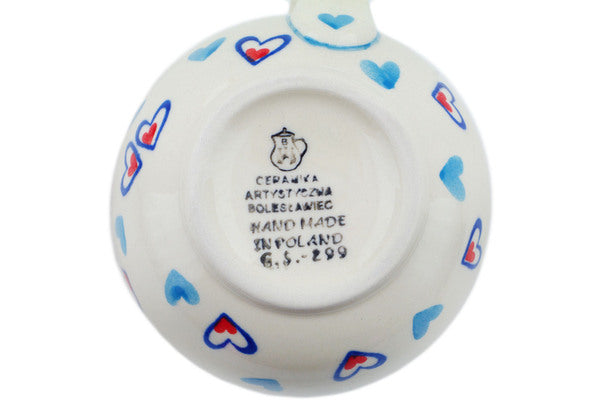 B
CERAMIKA
ARTYSTYCZNA
BOLESŁAWIEC
HAND MADE
IN POLAND
G.S.-299